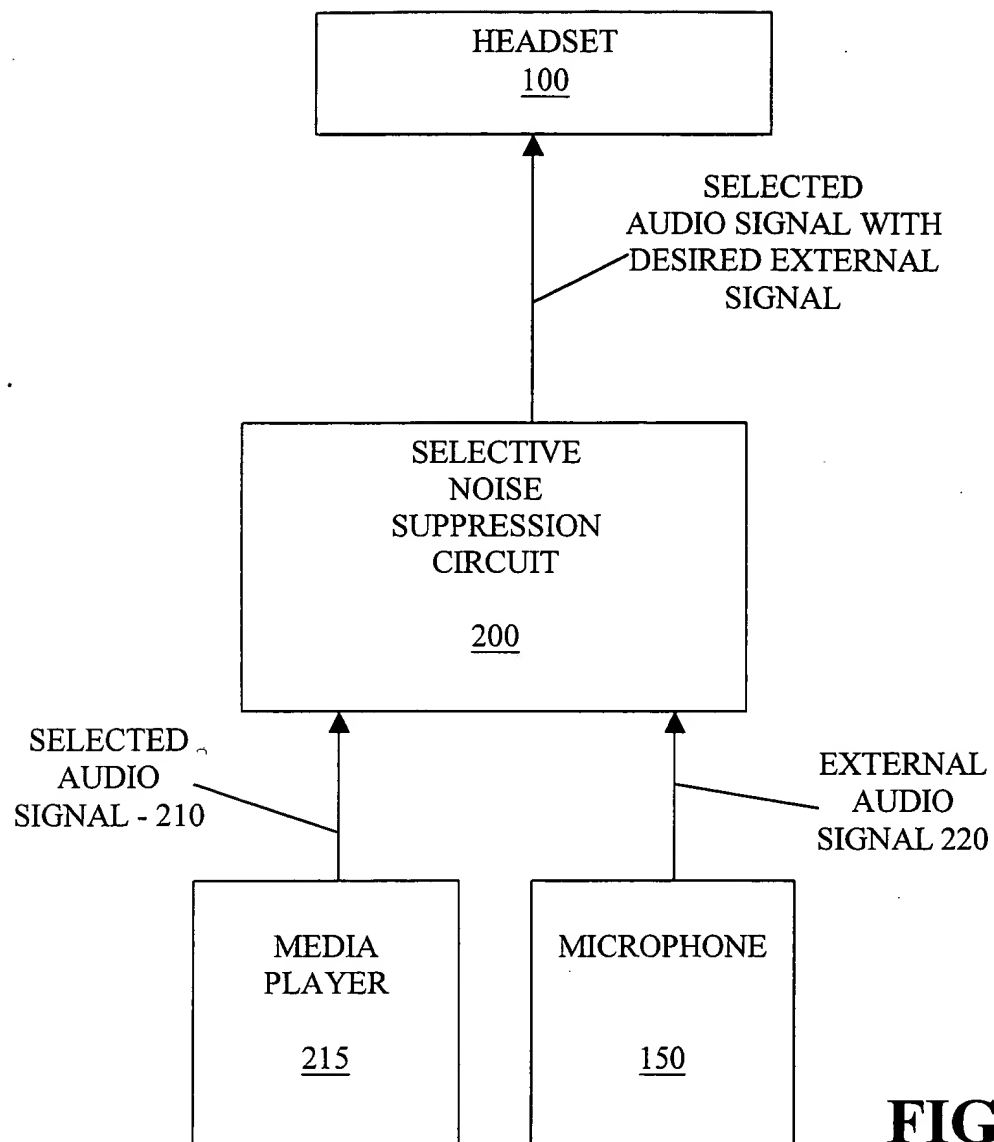 HEADSET
100
SELECTED
AUDIO SIGNAL WITH
DESIRED EXTERNAL
SIGNAL
SELECTIVE
NOISE
SUPPRESSION
CIRCUIT
200
SELECTED
AUDIO
SIGNAL - 210
EXTERNAL
AUDIO
SIGNAL 220
MEDIA
PLAYER
215
MICROPHONE
150
FIG